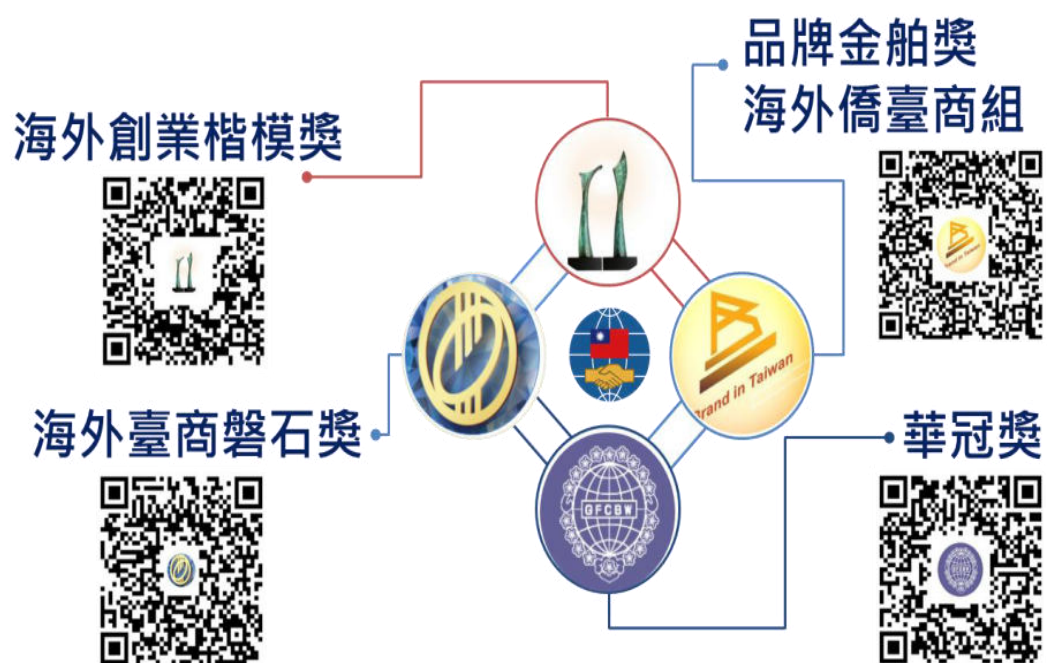 品牌金舶獎
海外僑臺商組
海外創業楷模獎
Brand in Taiwan
海外臺商磐石獎
華冠獎
GFCBW